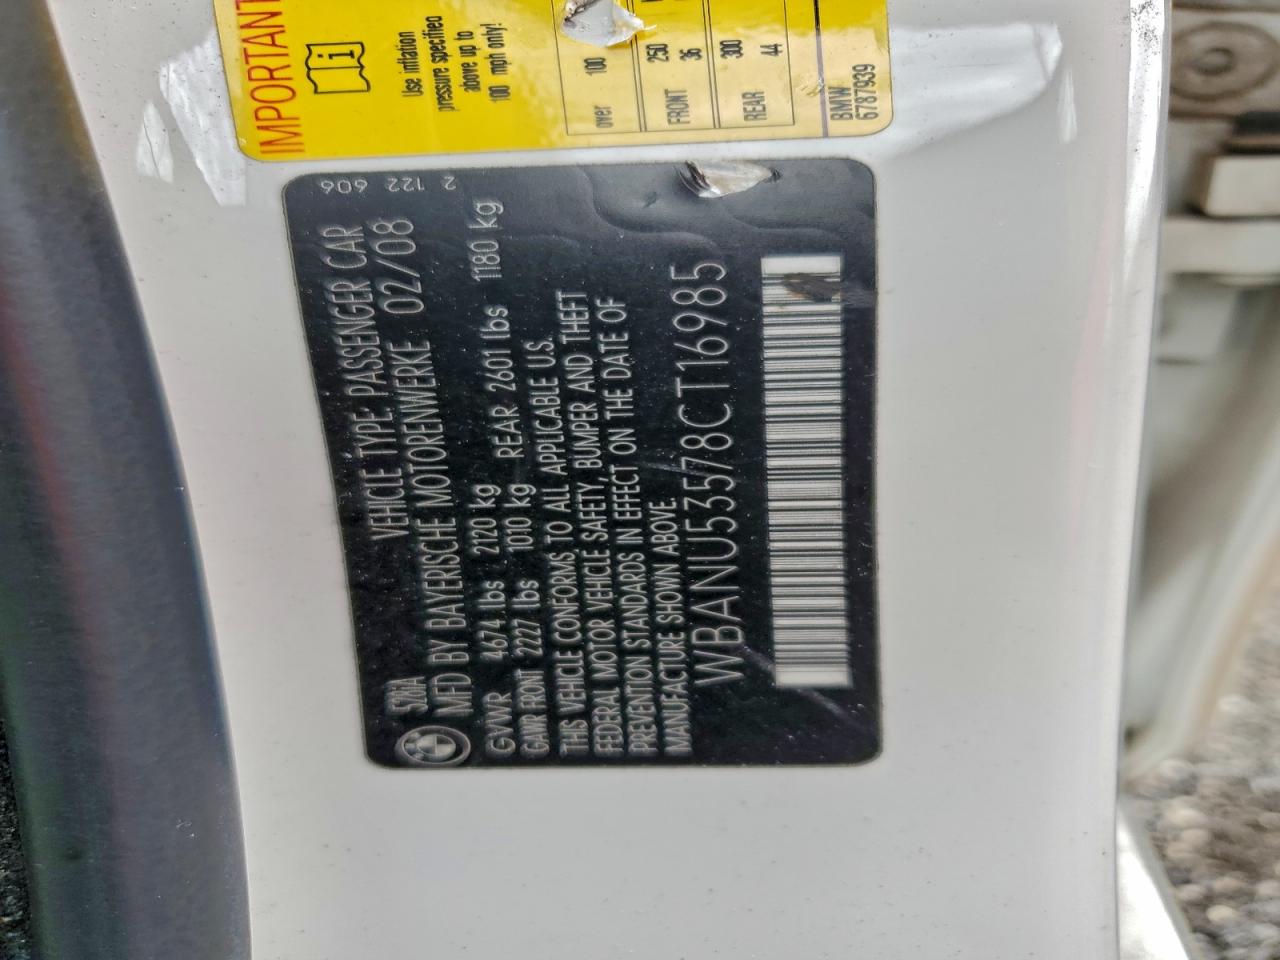 IMPORTANT
Use inflation
pressure specified
above up to
100 mph only!
over 100
FRONT 250
36
REAR 300
44
BMW
6787939
2 122 606
528iA VEHICLE TYPE: PASSENGER CAR
MFD BY BAYERISCHE MOTORENWERKE 02/08
GVWR 4674 lbs 2120 kg
GAWR FRONT 2227 lbs 1010 kg REAR 2601 lbs 1180 kg
THIS VEHICLE CONFORMS TO ALL APPLICABLE U.S.
FEDERAL MOTOR VEHICLE SAFETY, BUMPER AND THEFT
PREVENTION STANDARDS IN EFFECT ON THE DATE OF
MANUFACTURE SHOWN ABOVE.
WBANU53578CT16985